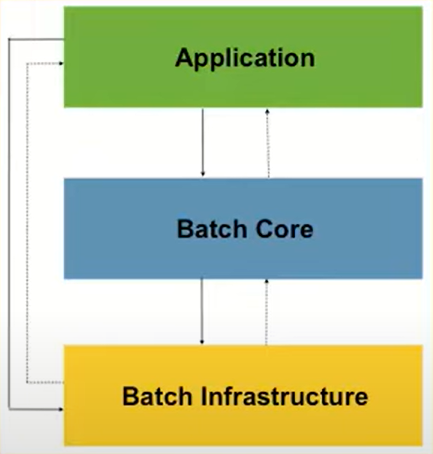 Application
Batch Core
Batch Infrastructure